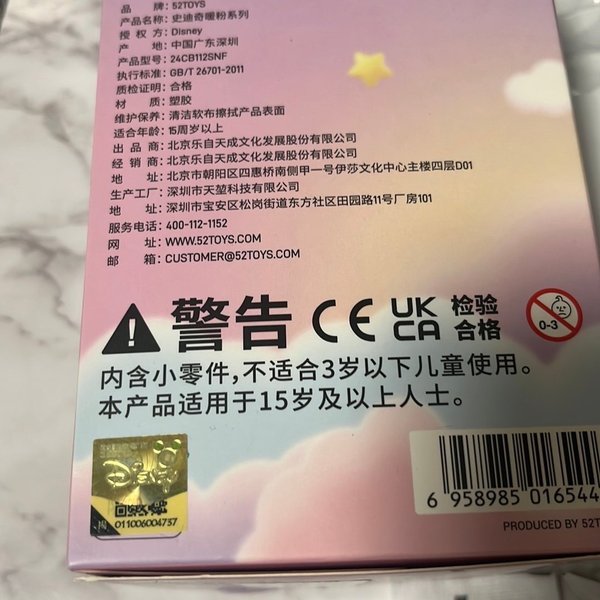 品　牌：52TOYS
产品名称：史迪奇暖粉系列
授 权 方：Disney
产　地：中国广东深圳
产品型号：24CB112SNF
执行标准：GB/T 26701-2011
质检证明：合格
材　质：塑胶
维护保养：清洁软布擦拭产品表面
适合年龄：15周岁以上
出 品 商：北京乐自天成文化发展股份有限公司
经 销 商：北京乐自天成文化发展股份有限公司
地　址：北京市朝阳区四惠桥南侧甲一号伊莎文化中心主楼四层D01
生产工厂：深圳市天堃科技有限公司
地　址：深圳市宝安区松岗街道东方社区田园路11号厂房101
服务电话：400-112-1152
网　址：WWW.52TOYS.COM
邮　箱：CUSTOMER@52TOYS.COM
警告 CE UK CA 检验合格 0-3
内含小零件，不适合3岁以下儿童使用。
本产品适用于15岁及以上人士。
Disney
011006004737
6 958985 016544
PRODUCED BY 52T